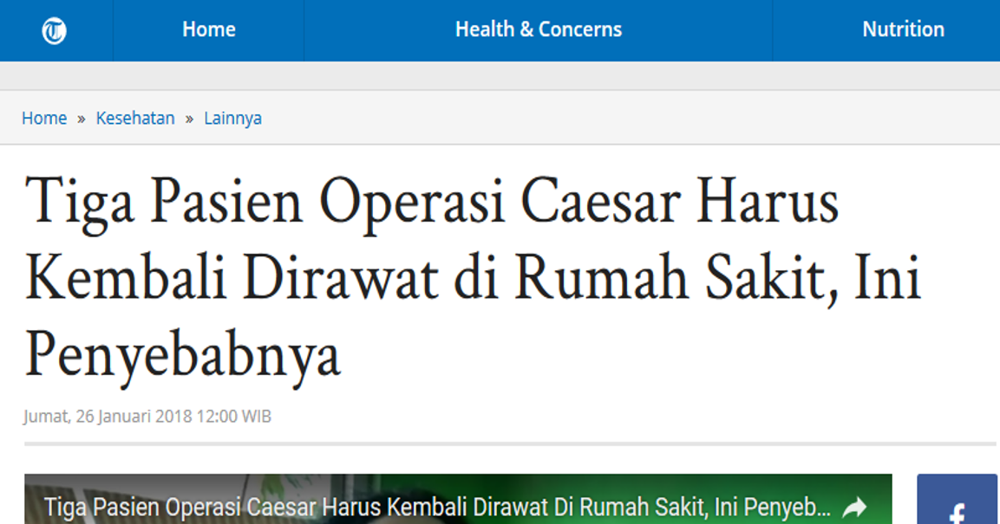 T
Home
Health & Concerns
Nutrition
Home » Kesehatan » Lainnya
Tiga Pasien Operasi Caesar Harus
Kembali Dirawat di Rumah Sakit, Ini
Penyebabnya
Jumat, 26 Januari 2018 12:00 WIB
Tiga Pasien Operasi Caesar Harus Kembali Dirawat Di Rumah Sakit, Ini Penyeb...
f